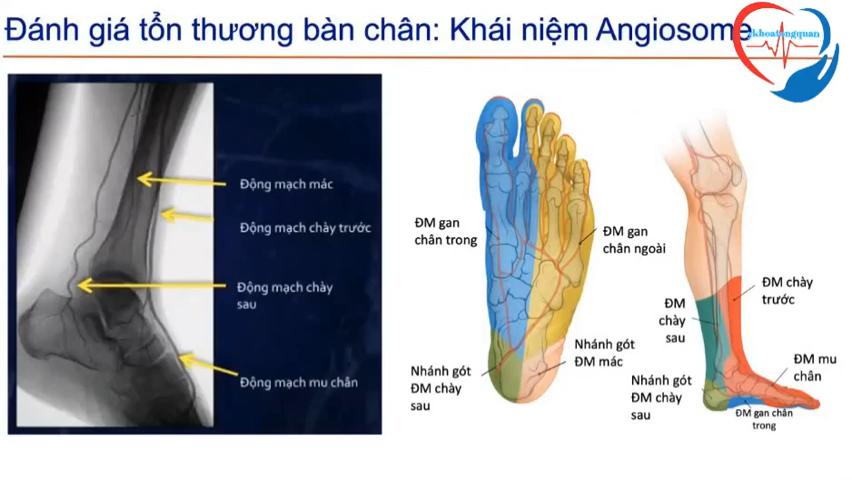 Đánh giá tổn thương bàn chân: Khái niệm Angiosome
ykhoatongquan
Động mạch mác
Động mạch chày trước
Động mạch chày
sau
Động mạch mu chân
ĐM gan
chân trong
ĐM gan
chân ngoài
Nhánh gót
ĐM chày
sau
Nhánh gót
ĐM mác
ĐM chày
trước
ĐM
chày
sau
ĐM mu
chân
Nhánh gót
ĐM chày
sau
ĐM gan chân
trong